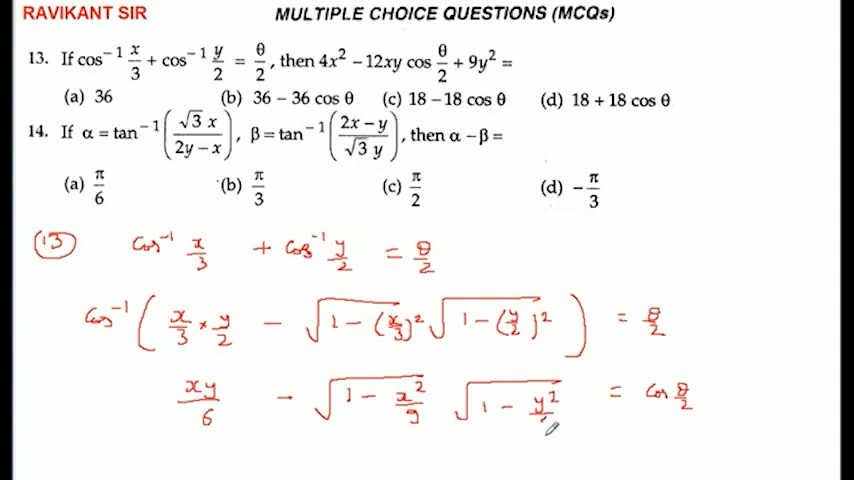 RAVIKANT SIR MULTIPLE CHOICE QUESTIONS (MCQs)
13. If cos⁻¹ x/3 + cos⁻¹ y/2 = θ/2, then 4x² − 12xy cos θ/2 + 9y² =
(a) 36 (b) 36 − 36 cos θ (c) 18 − 18 cos θ (d) 18 + 18 cos θ
14. If α = tan⁻¹(√3 x/(2y − x)), β = tan⁻¹((2x − y)/(√3 y)), then α − β =
(a) π/6 (b) π/3 (c) π/2 (d) −π/3
13 cos⁻¹ x/3 + cos⁻¹ y/2 = θ/2
cos⁻¹(x/3 × y/2 − √(1 − (x/3)²) √(1 − (y/2)²)) = θ/2
xy/6 − √(1 − x²/9) √(1 − y²/ ) = cos θ/2